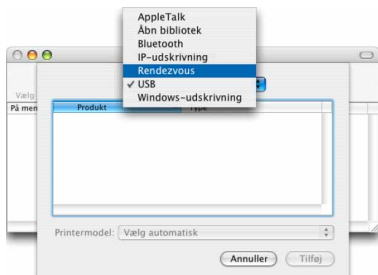 AppleTalk
Åbn bibliotek
Bluetooth
IP-udskrivning
Rendezvous
✓ USB
Windows-udskrivning
Vælg
På men
Produkt
Type
Printermodel: Vælg automatisk
Annuller Tilføj